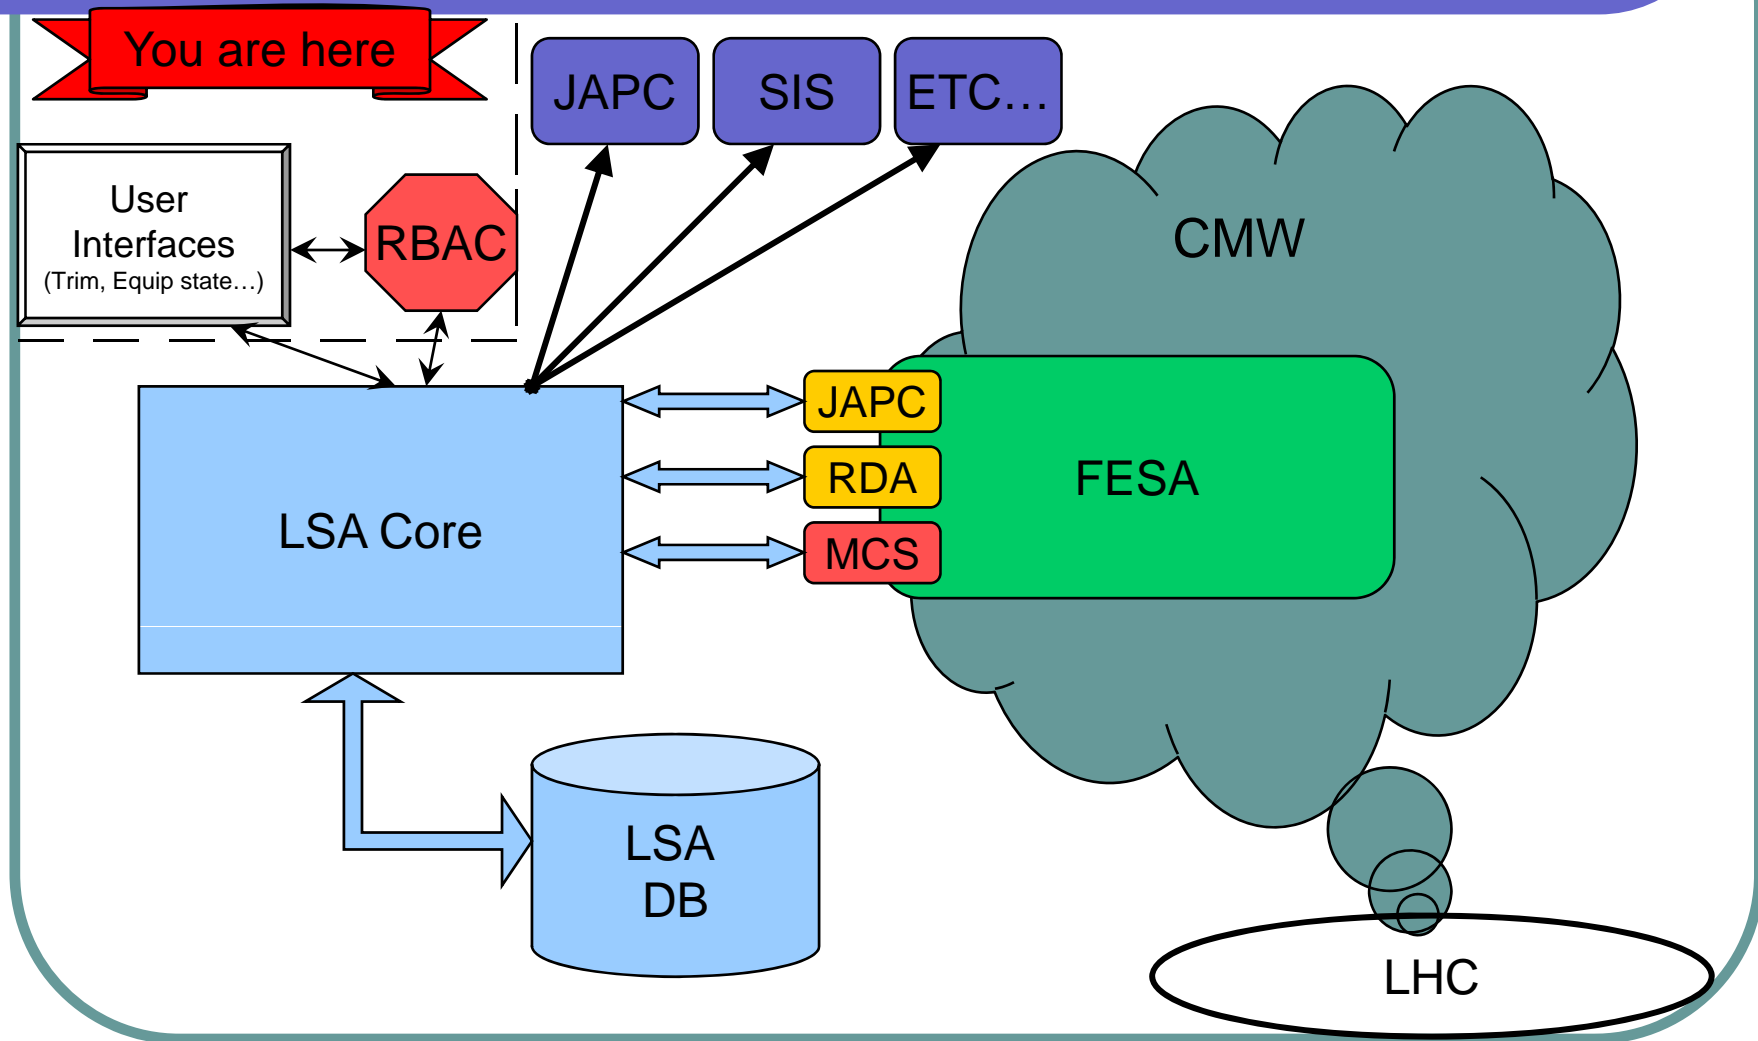 You are here
JAPC
SIS
ETC…
User
Interfaces
(Trim, Equip state…)
RBAC
CMW
JAPC
RDA
MCS
FESA
LSA Core
LSA
DB
LHC